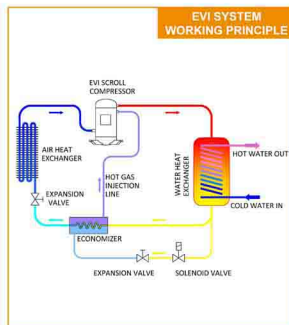 EVI SYSTEM
WORKING PRINCIPLE
EVI SCROLL
COMPRESSOR
AIR HEAT
EXCHANGER
HOT GAS
INJECTION
LINE
WATER HEAT
EXCHANGER
HOT WATER OUT
COLD WATER IN
EXPANSION
VALVE
ECONOMIZER
EXPANSION VALVE
SOLENOID VALVE